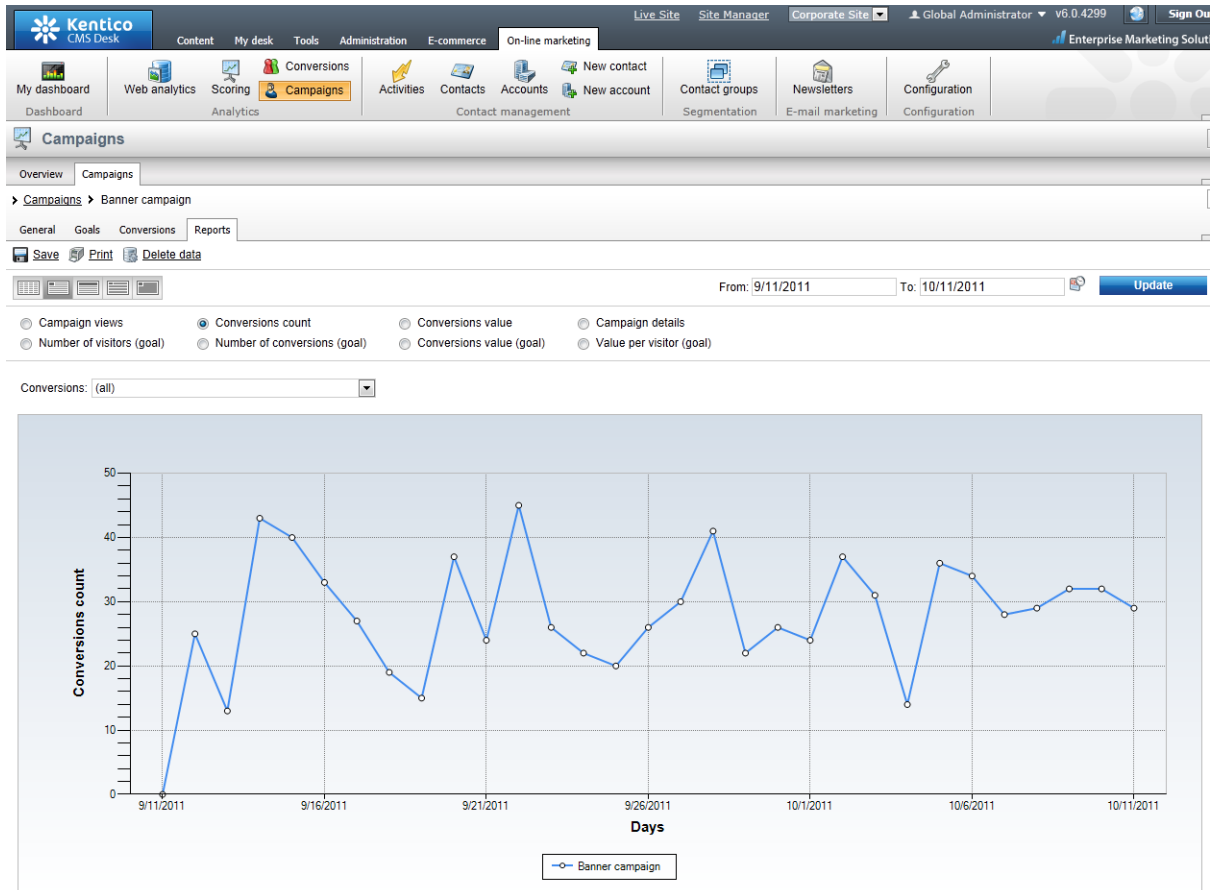 Live Site Site Manager Corporate Site Global Administrator v6.0.4299 Sign Ou
Kentico
CMS Desk
Content My desk Tools Administration E-commerce On-line marketing
Enterprise Marketing Soluti
My dashboard Web analytics Scoring Conversions Campaigns Activities Contacts Accounts New contact New account Contact groups Newsletters Configuration
Dashboard Analytics Contact management Segmentation E-mail marketing Configuration
Campaigns
Overview Campaigns
Campaigns Banner campaign
General Goals Conversions Reports
Save Print Delete data
From: 9/11/2011 To: 10/11/2011 Update
Campaign views Conversions count Conversions value Campaign details
Number of visitors (goal) Number of conversions (goal) Conversions value (goal) Value per visitor (goal)
Conversions: (all)
50
40
30
20
10
0
Conversions count
9/11/2011 9/16/2011 9/21/2011 9/26/2011 10/1/2011 10/6/2011 10/11/2011
Days
Banner campaign